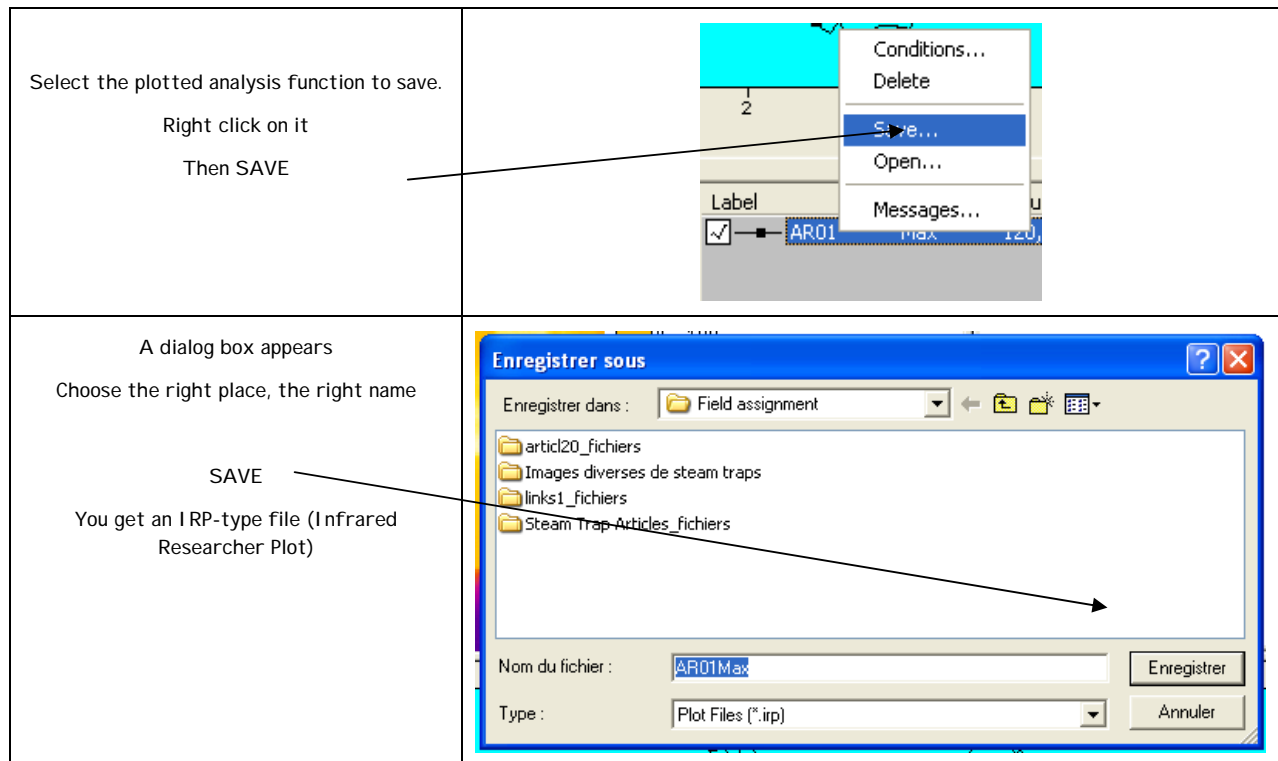 Select the plotted analysis function to save.
Right click on it
Then SAVE
Conditions...
Delete
2
Save...
Open...
Label
Messages...
AR01 Max 120,
A dialog box appears
Choose the right place, the right name
SAVE
You get an IRP-type file (Infrared
Researcher Plot)
Enregistrer sous
Enregistrer dans : Field assignment
articl20_fichiers
Images diverses de steam traps
links1_fichiers
Steam Trap Articles_fichiers
Nom du fichier : AR01Max Enregistrer
Type : Plot Files (*.irp) Annuler